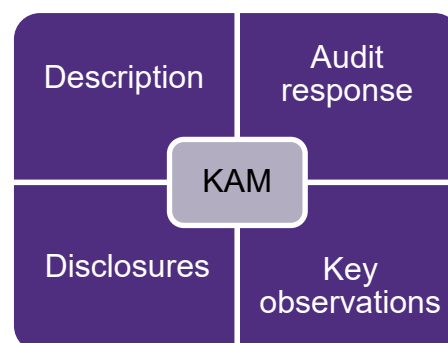 Description
Audit
response
KAM
Disclosures
Key
observations